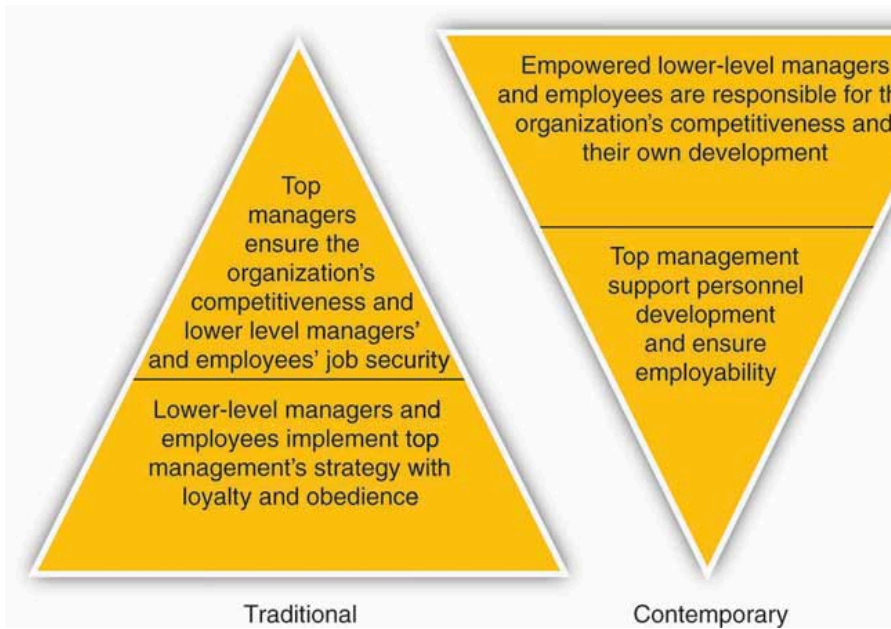 Top
managers
ensure the
organization's
competitiveness and
lower level managers'
and employees' job security
Lower-level managers and
employees implement top
management's strategy with
loyalty and obedience
Traditional
Empowered lower-level managers
and employees are responsible for
organization's competitiveness and
their own development
Top management
support personnel
development
and ensure
employability
Contemporary